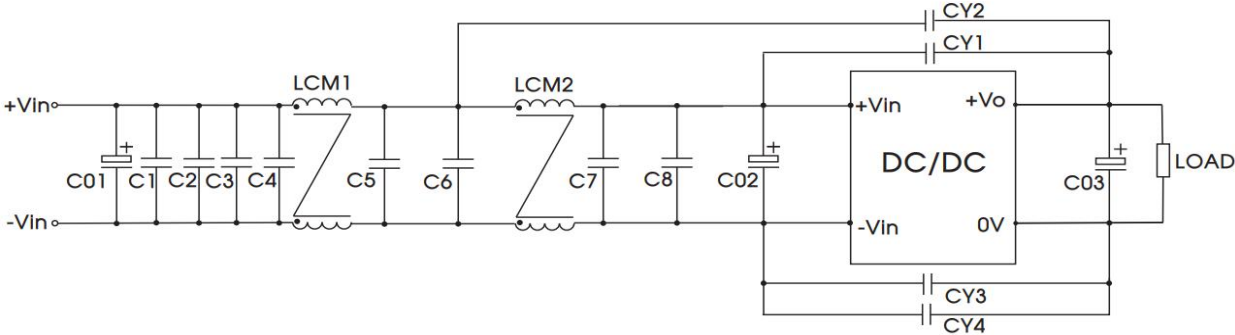 CY2
CY1
LCM1
LCM2
+Vin
+Vin
+Vo
+
+
+
DC/DC
LOAD
C01
C1
C2
C3
C4
C5
C6
C7
C8
C02
C03
-Vin
-Vin
0V
CY3
CY4